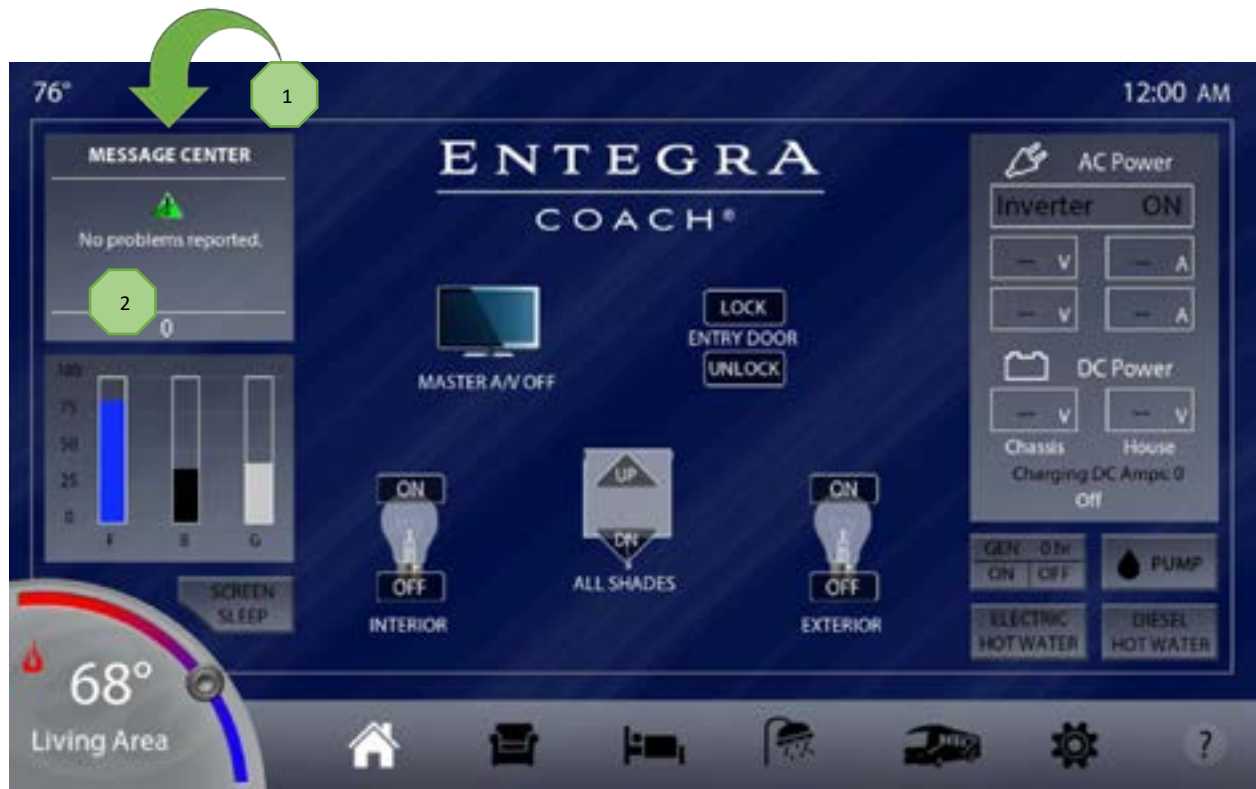 1
76°
12:00 AM
MESSAGE CENTER
No problems reported.
2
0
100
75
50
25
0
F B G
SCREEN
SLEEP
68°
Living Area
ENTEGRA
COACH®
MASTER A/V OFF
LOCK
ENTRY DOOR
UNLOCK
ON
OFF
INTERIOR
UP
DN
ALL SHADES
ON
OFF
EXTERIOR
AC Power
Inverter ON
-- V -- A
-- V -- A
DC Power
-- V -- V
Chassis House
Charging DC Amps: 0
Off
GEN 0 hr
ON OFF
PUMP
ELECTRIC
HOT WATER
DIESEL
HOT WATER
?